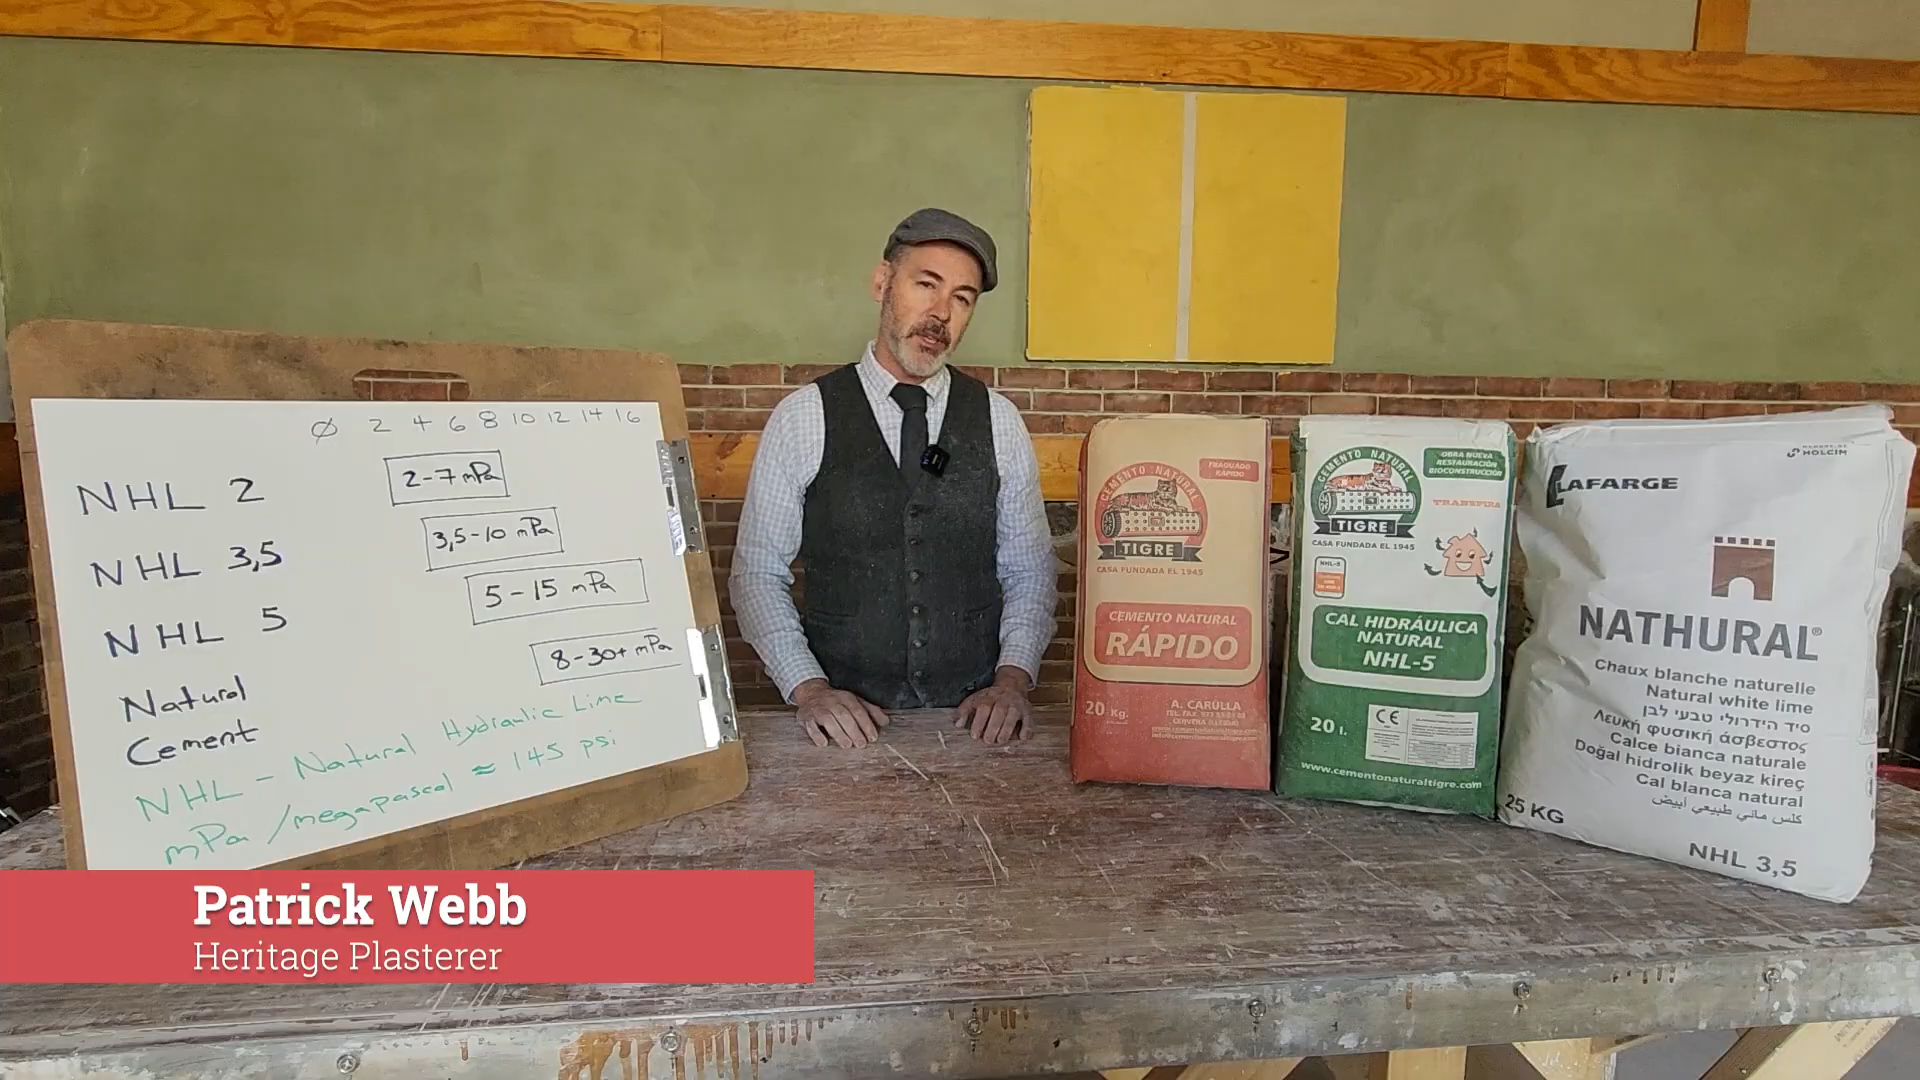 Ø 2 4 6 8 10 12 14 16
NHL 2
2-7 mPa
NHL 3,5
3,5-10 mPa
NHL 5
5-15 mPa
Natural
Cement
8-30+ mPa
NHL - Natural Hydraulic Lime
mPa/megapascal ≈ 145 psi
CEMENTO NATURAL
FRAGUADO
RÁPIDO
TIGRE
CASA FUNDADA EL 1945
CEMENTO NATURAL
RÁPIDO
20 Kg.
A. CARULLA
CEMENTO NATURAL
OBRA NUEVA
RESTAURACIÓN
BIOCONSTRUCCIÓN
TRANSPIRA
TIGRE
CASA FUNDADA EL 1945
NHL-5
CAL HIDRÁULICA
NATURAL
NHL-5
20 l.
CE
www.cementonaturaltigre.com
HOLCIM
LAFARGE
NATHURAL®
Chaux blanche naturelle
Natural white lime
סיד הידרולי טבעי לבן
Λευκή φυσική άσβεστος
Calce bianca naturale
Doğal hidrolik beyaz kireç
Cal blanca natural
كلس مائي طبيعي أبيض
25 KG
NHL 3,5
Patrick Webb
Heritage Plasterer